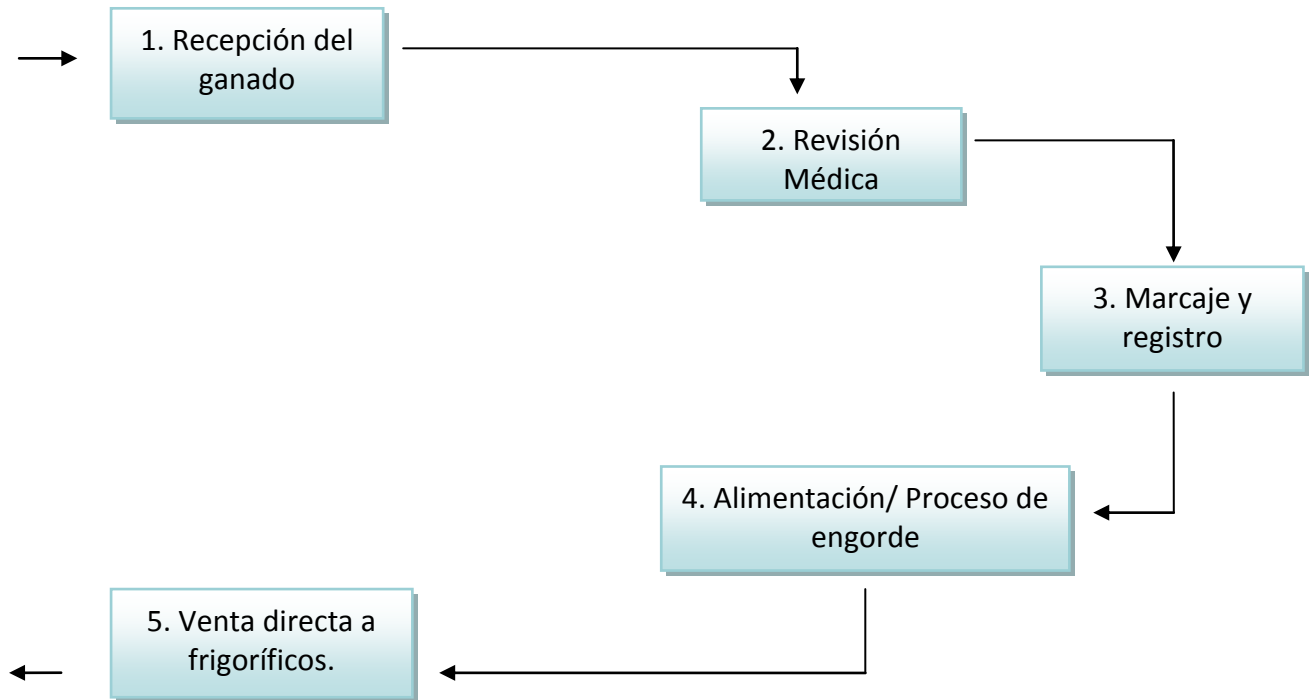 1. Recepción del
ganado
2. Revisión
Médica
3. Marcaje y
registro
4. Alimentación/ Proceso de
engorde
5. Venta directa a
frigoríficos.